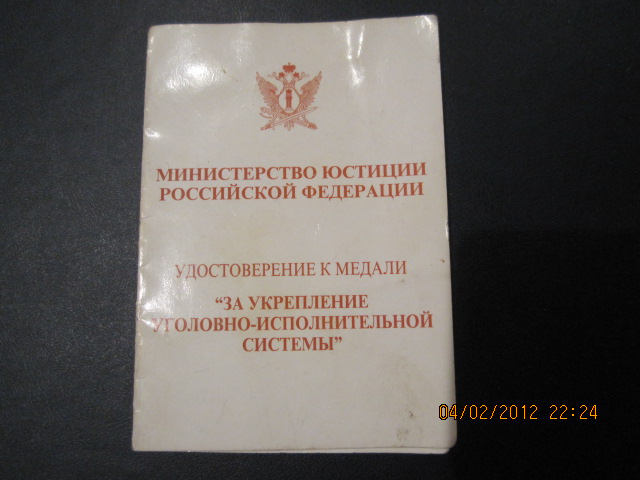 МИНИСТЕРСТВО ЮСТИЦИИ
РОССИЙСКОЙ ФЕДЕРАЦИИ
УДОСТОВЕРЕНИЕ К МЕДАЛИ
“ЗА УКРЕПЛЕНИЕ
УГОЛОВНО-ИСПОЛНИТЕЛЬНОЙ
СИСТЕМЫ”
04/02/2012 22:24